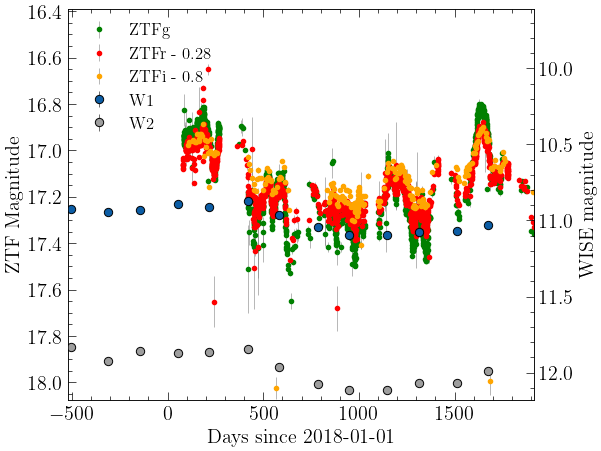 ZTFg
ZTFr - 0.28
ZTFi - 0.8
W1
W2
16.4
16.6
16.8
17.0
17.2
17.4
17.6
17.8
18.0
ZTF Magnitude
10.0
10.5
11.0
11.5
12.0
WISE magnitude
−500
0
500
1000
1500
Days since 2018-01-01